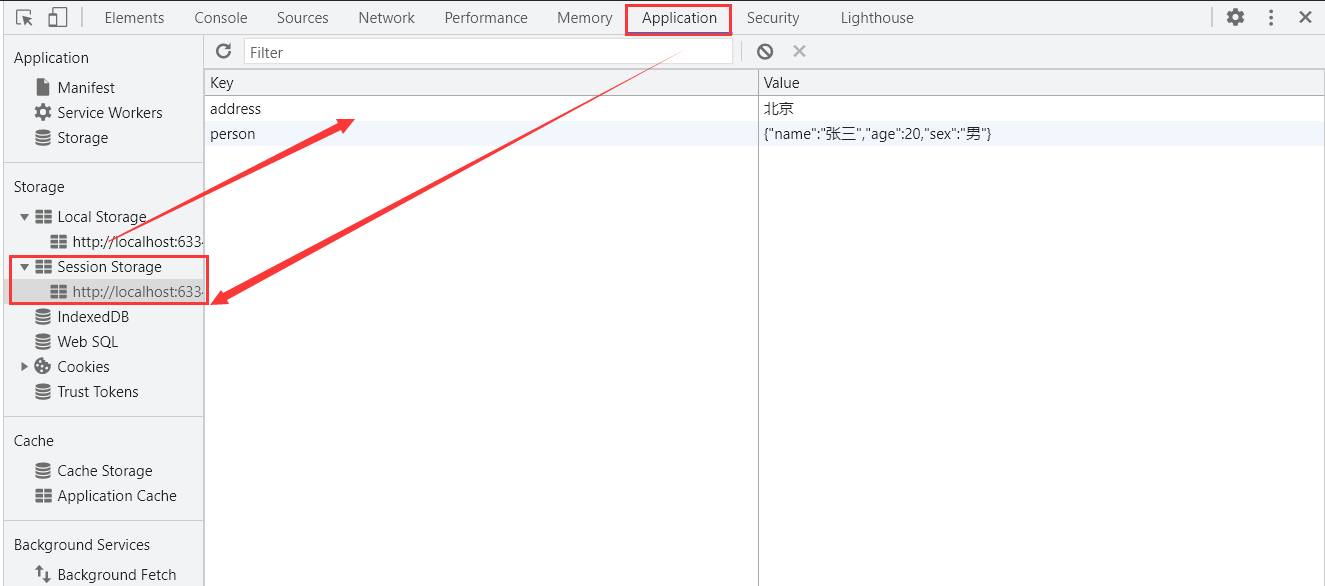 Elements Console Sources Network Performance Memory Application Security Lighthouse
Application
Manifest
Service Workers
Storage
Storage
Local Storage
http://localhost:633
Session Storage
http://localhost:633
IndexedDB
Web SQL
Cookies
Trust Tokens
Cache
Cache Storage
Application Cache
Background Services
Background Fetch
Filter
Key Value
address 北京
person {"name":"张三","age":20,"sex":"男"}